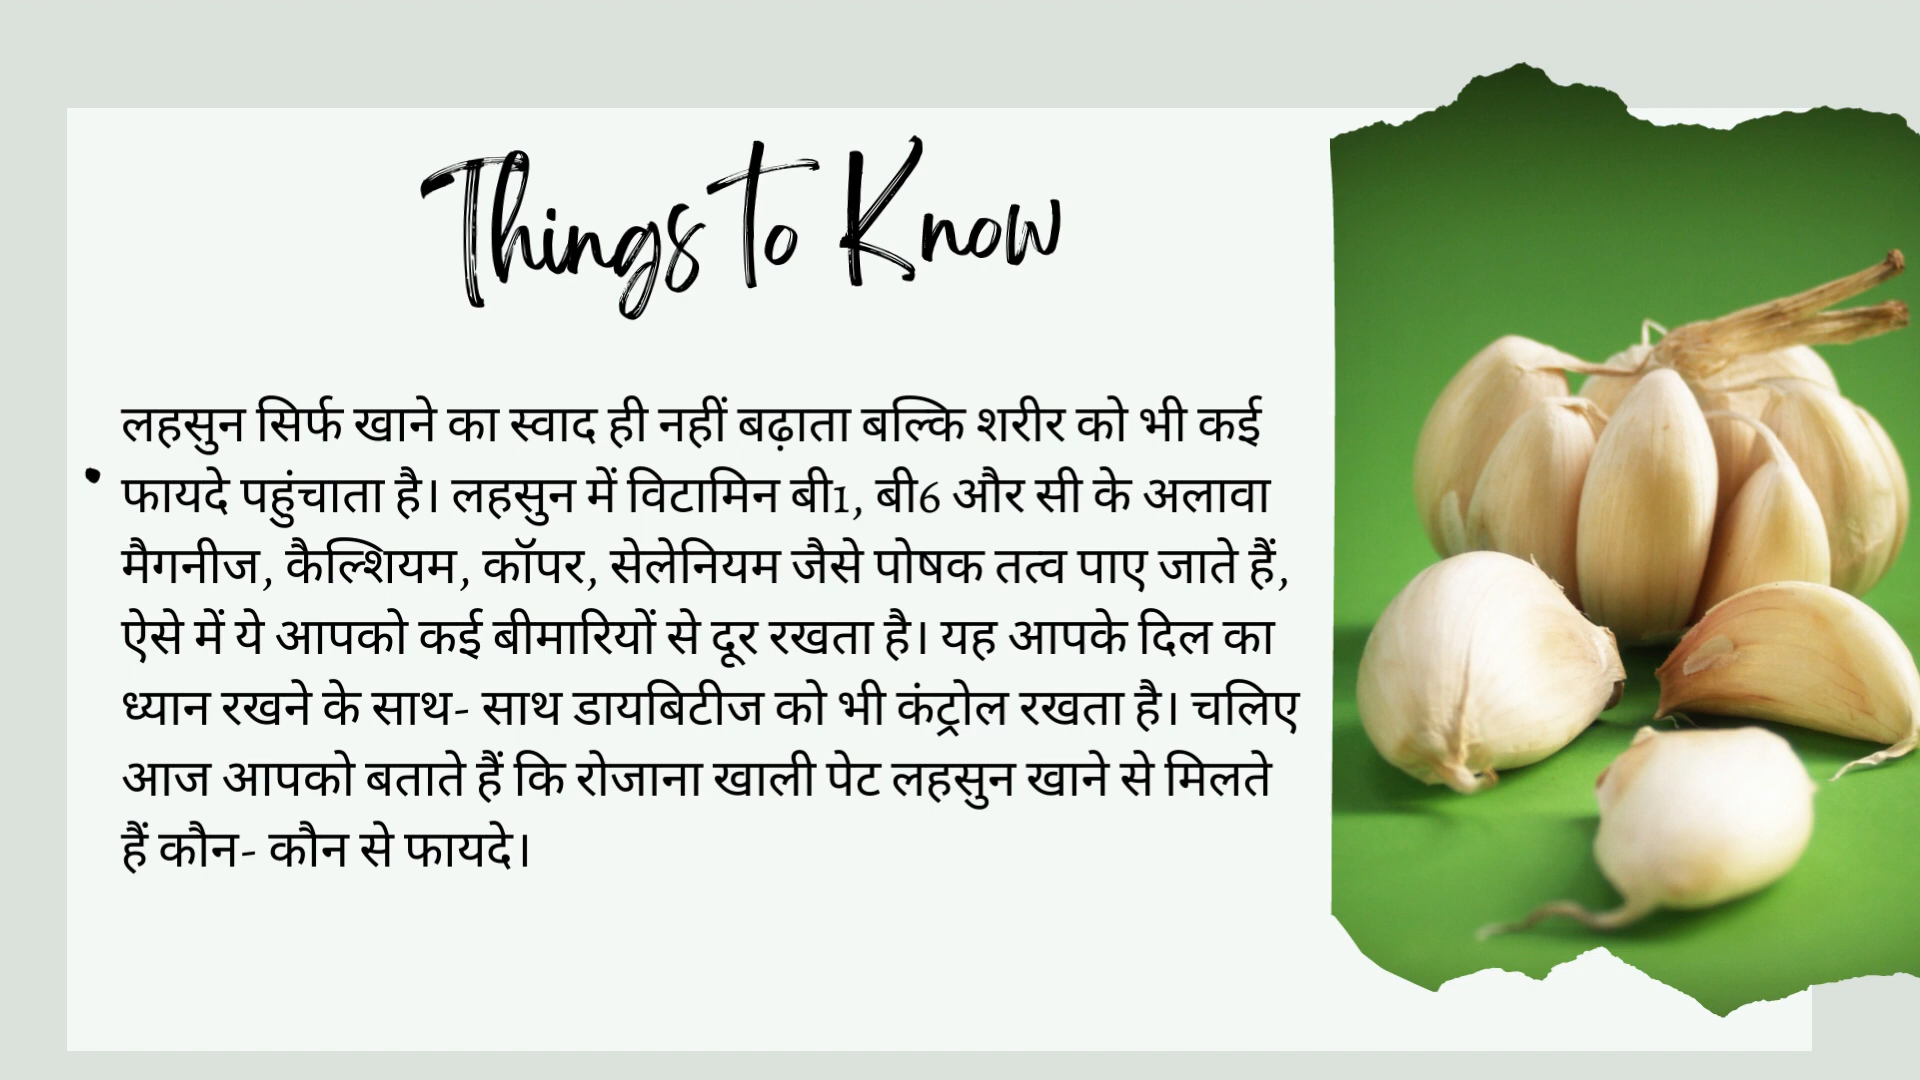 Things to Know
लहसुन सिर्फ खाने का स्वाद ही नहीं बढ़ाता बल्कि शरीर को भी कई
• फायदे पहुंचाता है। लहसुन में विटामिन बी1, बी6 और सी के अलावा
मैगनीज, कैल्शियम, कॉपर, सेलेनियम जैसे पोषक तत्व पाए जाते हैं,
ऐसे में ये आपको कई बीमारियों से दूर रखता है। यह आपके दिल का
ध्यान रखने के साथ- साथ डायबिटीज को भी कंट्रोल रखता है। चलिए
आज आपको बताते हैं कि रोजाना खाली पेट लहसुन खाने से मिलते
हैं कौन- कौन से फायदे।